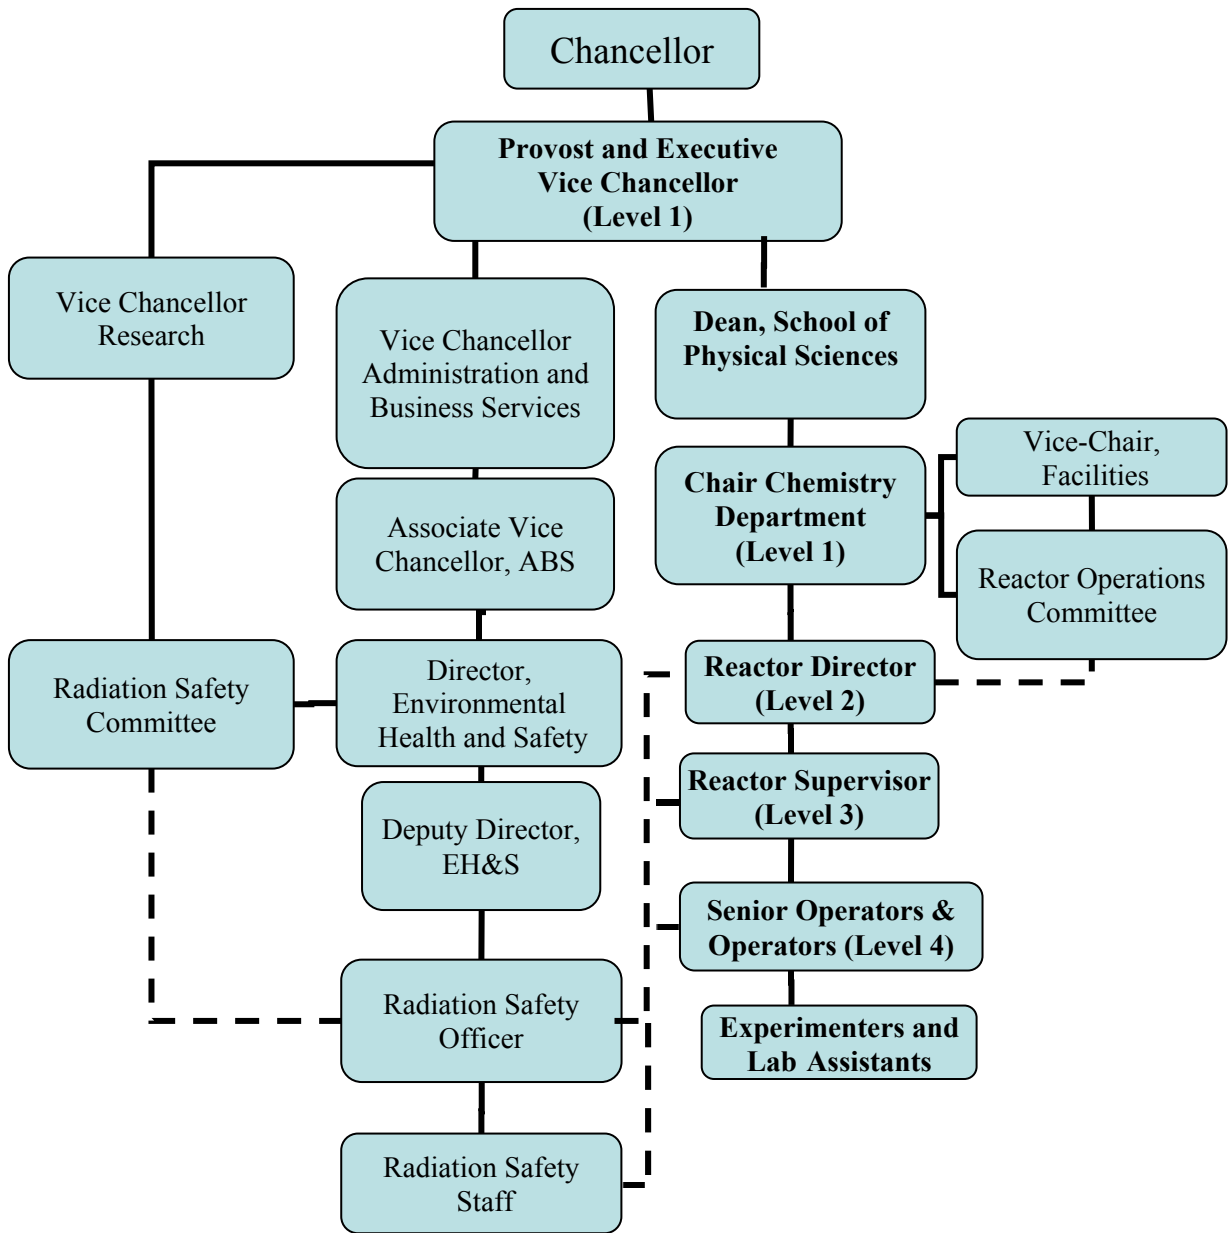 Chancellor
Provost and Executive
Vice Chancellor
(Level 1)
Vice Chancellor
Research
Vice Chancellor
Administration and
Business Services
Dean, School of
Physical Sciences
Vice-Chair,
Facilities
Chair Chemistry
Department
(Level 1)
Associate Vice
Chancellor, ABS
Reactor Operations
Committee
Radiation Safety
Committee
Director,
Environmental
Health and Safety
Reactor Director
(Level 2)
Reactor Supervisor
(Level 3)
Deputy Director,
EH&S
Senior Operators &
Operators (Level 4)
Radiation Safety
Officer
Experimenters and
Lab Assistants
Radiation Safety
Staff